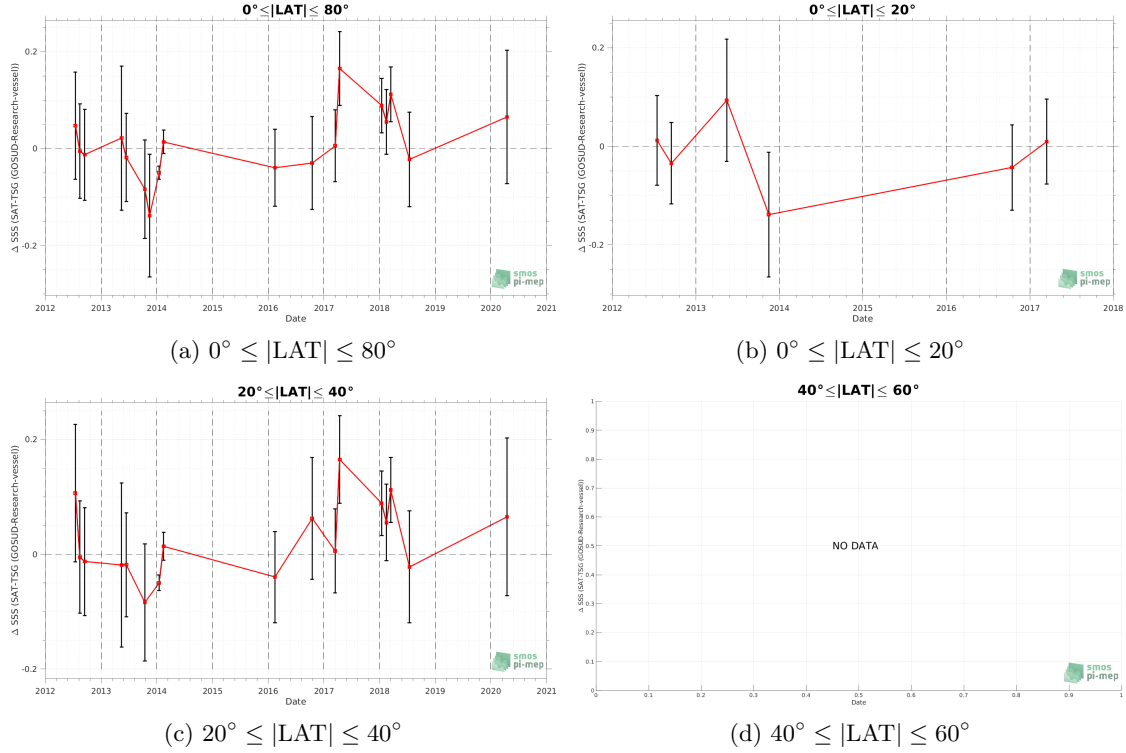 0°≤|LAT|≤ 80°
Δ SSS (SAT-TSG (GOSUD-Research-vessel))
0.2
0
-0.2
2012 2013 2014 2015 2016 2017 2018 2019 2020 2021
Date
smos
pi-mep
(a) 0° ≤ |LAT| ≤ 80°
0°≤|LAT|≤ 20°
Δ SSS (SAT-TSG (GOSUD-Research-vessel))
0.2
0
-0.2
2012 2013 2014 2015 2016 2017 2018
Date
smos
pi-mep
(b) 0° ≤ |LAT| ≤ 20°
20°≤|LAT|≤ 40°
Δ SSS (SAT-TSG (GOSUD-Research-vessel))
0.2
0
-0.2
2012 2013 2014 2015 2016 2017 2018 2019 2020 2021
Date
smos
pi-mep
(c) 20° ≤ |LAT| ≤ 40°
40°≤|LAT|≤ 60°
Δ SSS (SAT-TSG (GOSUD-Research-vessel))
1
0.9
0.8
0.7
0.6
0.5
0.4
0.3
0.2
0.1
0
NO DATA
0 0.1 0.2 0.3 0.4 0.5 0.6 0.7 0.8 0.9 1
Date
smos
pi-mep
(d) 40° ≤ |LAT| ≤ 60°